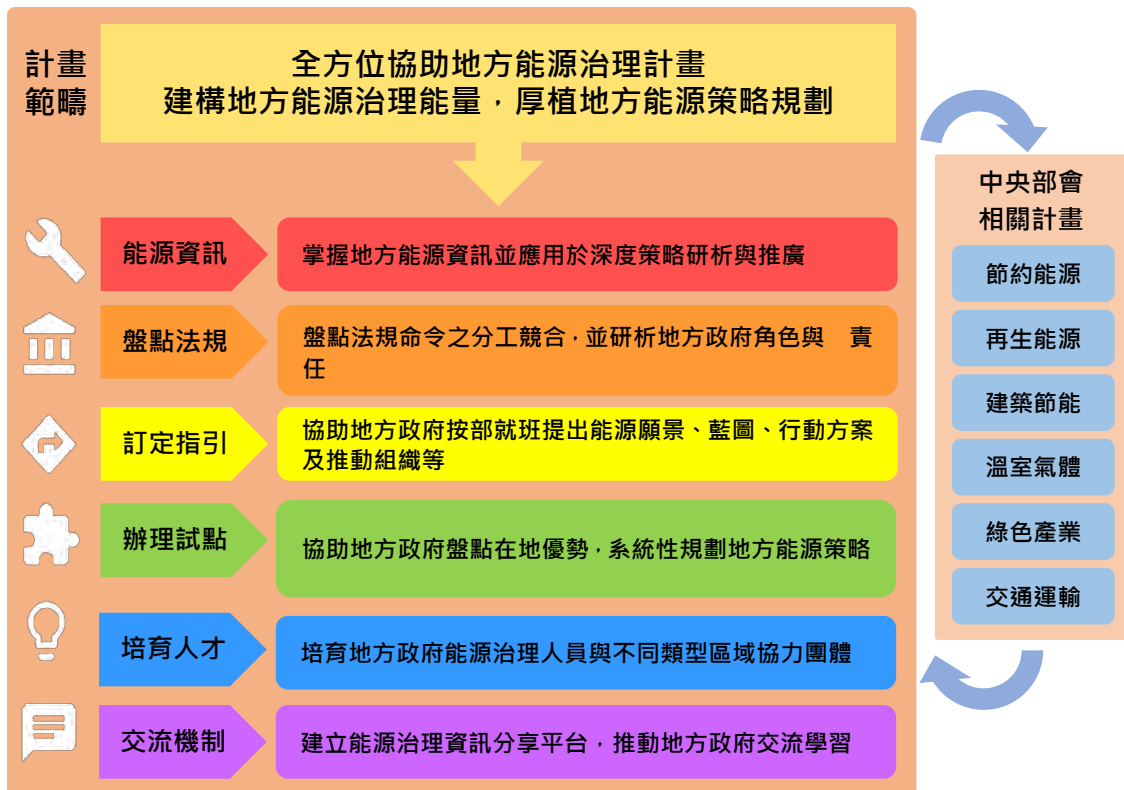 計畫
範疇
全方位協助地方能源治理計畫
建構地方能源治理能量，厚植地方能源策略規劃
能源資訊
掌握地方能源資訊並應用於深度策略研析與推廣
盤點法規
盤點法規命令之分工競合，並研析地方政府角色與　責
任
訂定指引
協助地方政府按部就班提出能源願景、藍圖、行動方案
及推動組織等
辦理試點
協助地方政府盤點在地優勢，系統性規劃地方能源策略
培育人才
培育地方政府能源治理人員與不同類型區域協力團體
交流機制
建立能源治理資訊分享平台，推動地方政府交流學習
中央部會
相關計畫
節約能源
再生能源
建築節能
溫室氣體
綠色產業
交通運輸